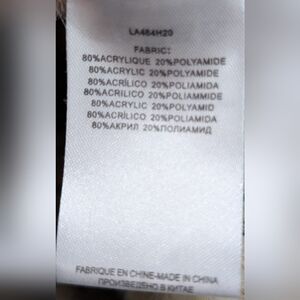 LA484H20
FABRIC:
80%ACRYLIQUE 20%POLYAMIDE
80%ACRYLIC 20%POLYAMIDE
80%ACRÍLICO 20%POLIAMIDA
80%ACRILICO 20%POLIAMMIDE
80%ACRYLIC 20%POLYAMID
80%ACRÍLICO 20%POLIAMIDA
80%АКРИЛ 20%ПОЛИАМИД
FABRIQUE EN CHINE-MADE IN CHINA
ПРОИЗВЕДЕНО В КИТАЕ